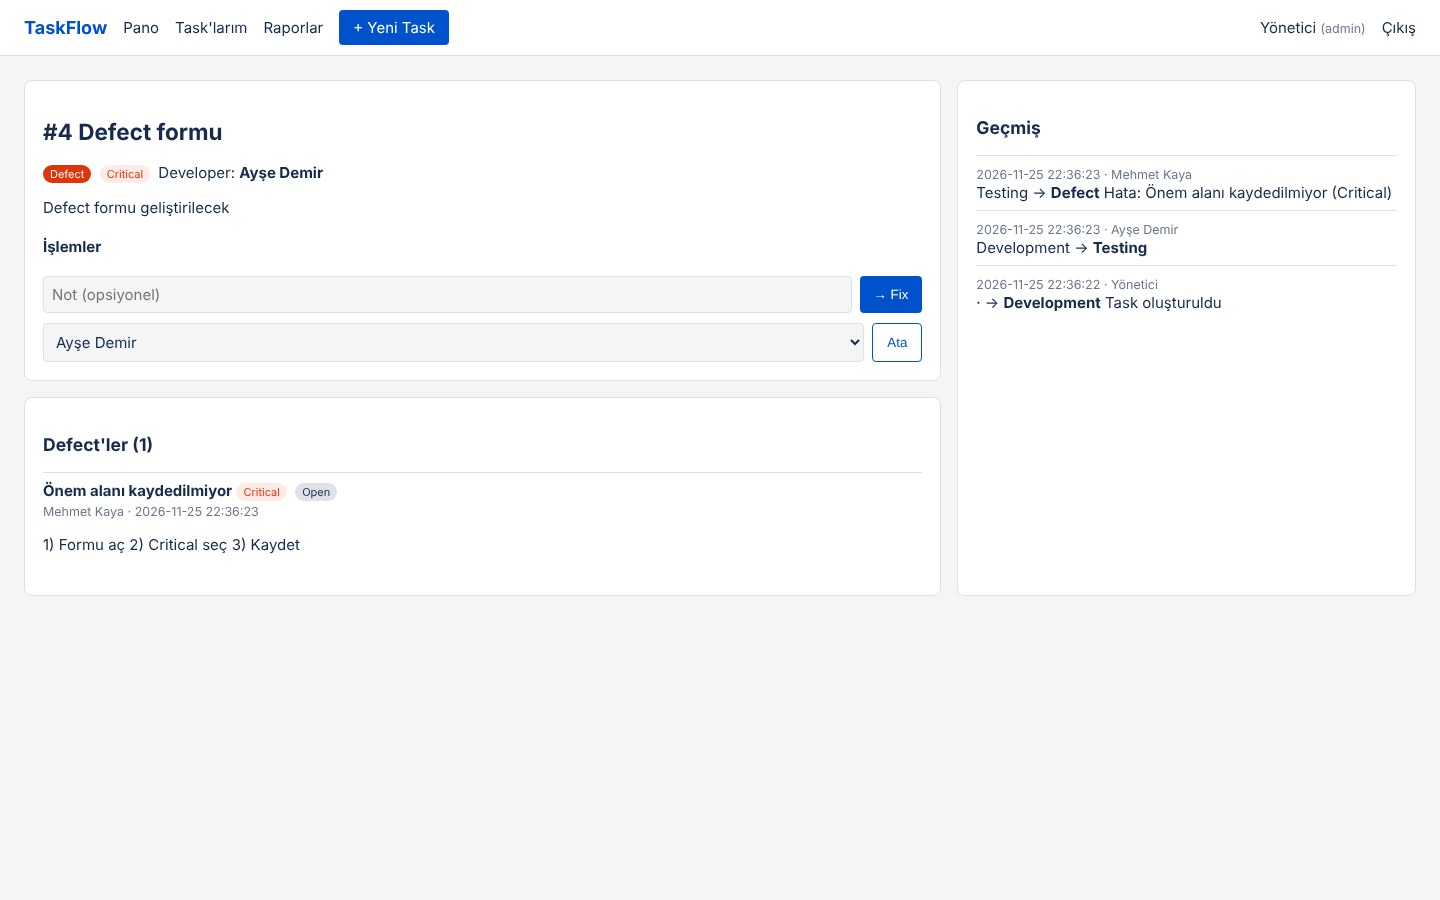 TaskFlow Pano Task'larım Raporlar + Yeni Task Yönetici (admin) Çıkış
#4 Defect formu
Defect Critical Developer: Ayşe Demir
Defect formu geliştirilecek
İşlemler
Not (opsiyonel) → Fix
Ayşe Demir Ata
Defect'ler (1)
Önem alanı kaydedilmiyor Critical Open
Mehmet Kaya · 2026-11-25 22:36:23
1) Formu aç 2) Critical seç 3) Kaydet
Geçmiş
2026-11-25 22:36:23 · Mehmet Kaya
Testing → Defect Hata: Önem alanı kaydedilmiyor (Critical)
2026-11-25 22:36:23 · Ayşe Demir
Development → Testing
2026-11-25 22:36:22 · Yönetici
· → Development Task oluşturuldu